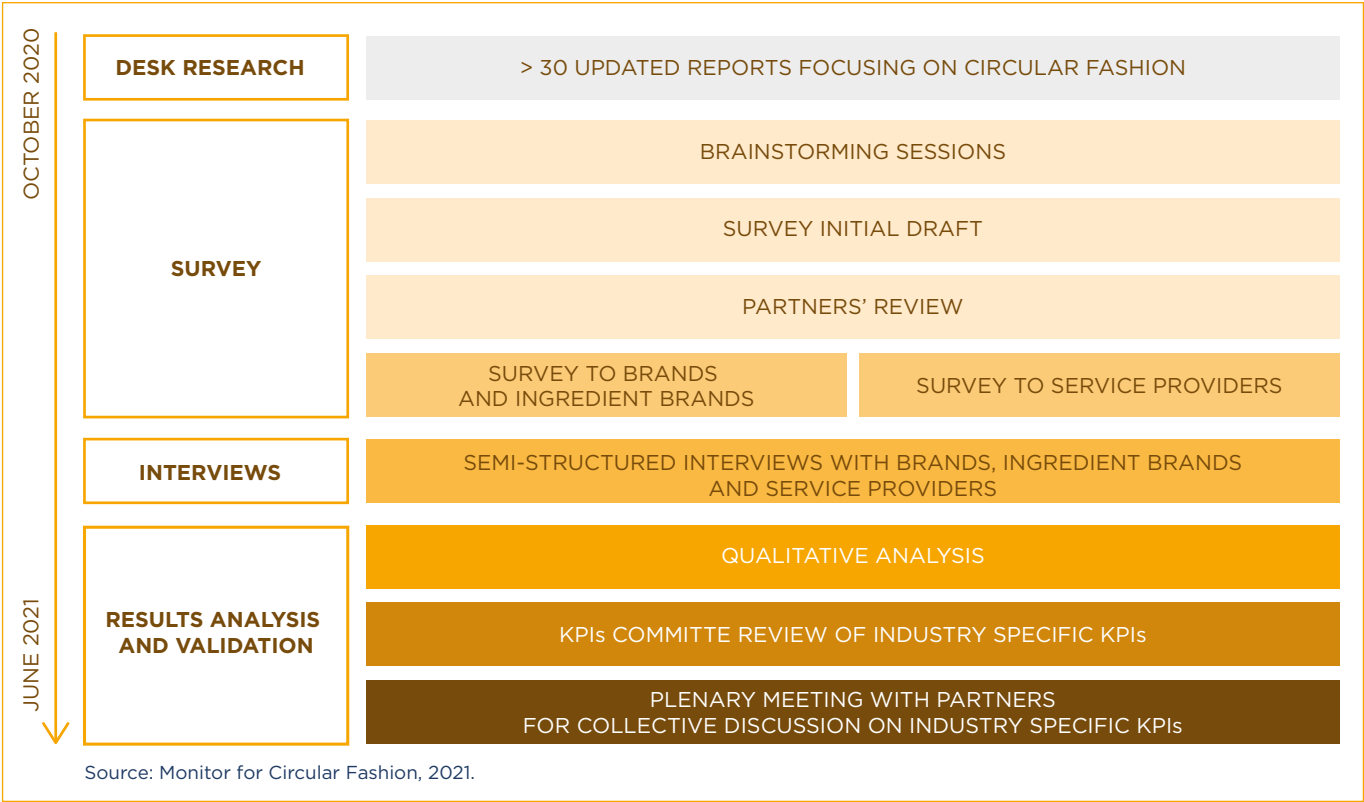 OCTOBER 2020
DESK RESEARCH
> 30 UPDATED REPORTS FOCUSING ON CIRCULAR FASHION
SURVEY
BRAINSTORMING SESSIONS
SURVEY INITIAL DRAFT
PARTNERS’ REVIEW
SURVEY TO BRANDS
AND INGREDIENT BRANDS
SURVEY TO SERVICE PROVIDERS
INTERVIEWS
SEMI-STRUCTURED INTERVIEWS WITH BRANDS, INGREDIENT BRANDS
AND SERVICE PROVIDERS
JUNE 2021
RESULTS ANALYSIS
AND VALIDATION
QUALITATIVE ANALYSIS
KPIs COMMITTE REVIEW OF INDUSTRY SPECIFIC KPIs
PLENARY MEETING WITH PARTNERS
FOR COLLECTIVE DISCUSSION ON INDUSTRY SPECIFIC KPIs
Source: Monitor for Circular Fashion, 2021.